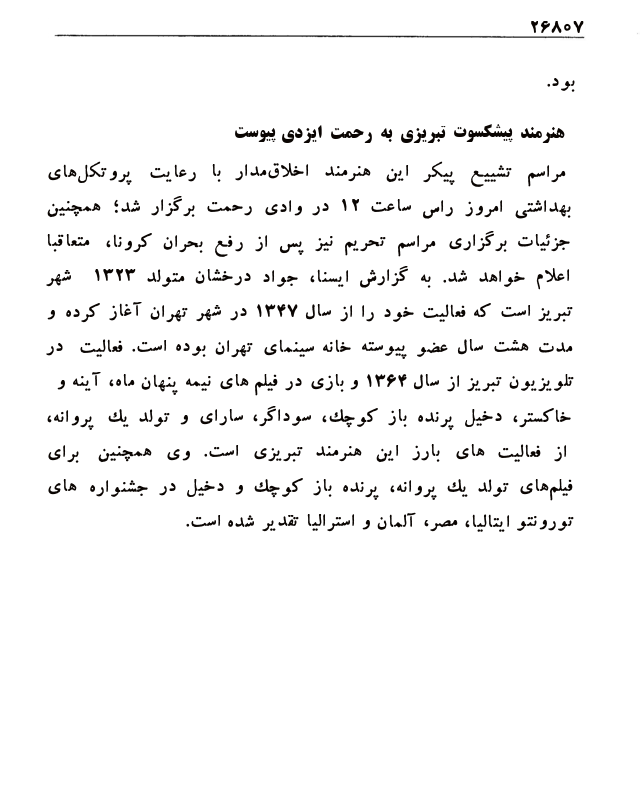 ۲۶۸۰۷
بود.
هنرمند پیشکسوت تبریزی به رحمت ایزدی پیوست
مراسم تشییع پیکر این هنرمند اخلاق‌مدار با رعایت پروتکل‌های
بهداشتی امروز راس ساعت ۱۲ در وادی رحمت برگزار شد؛ همچنین
جزئیات برگزاری مراسم تحریم نیز پس از رفع بحران کرونا، متعاقبا
اعلام خواهد شد. به گزارش ایسنا، جواد درخشان متولد ۱۳۲۳ شهر
تبریز است که فعالیت خود را از سال ۱۳۴۷ در شهر تهران آغاز کرده و
مدت هشت سال عضو پیوسته خانه سینمای تهران بوده است. فعالیت در
تلویزیون تبریز از سال ۱۳۶۴ و بازی در فیلم های نیمه پنهان ماه، آینه و
خاکستر، دخیل پرنده باز کوچك، سوداگر، سارای و تولد یك پروانه،
از فعالیت های بارز این هنرمند تبریزی است. وی همچنین برای
فیلم‌های تولد یك پروانه، پرنده باز کوچك و دخیل در جشنواره های
تورونتو ایتالیا، مصر، آلمان و استرالیا تقدیر شده است.